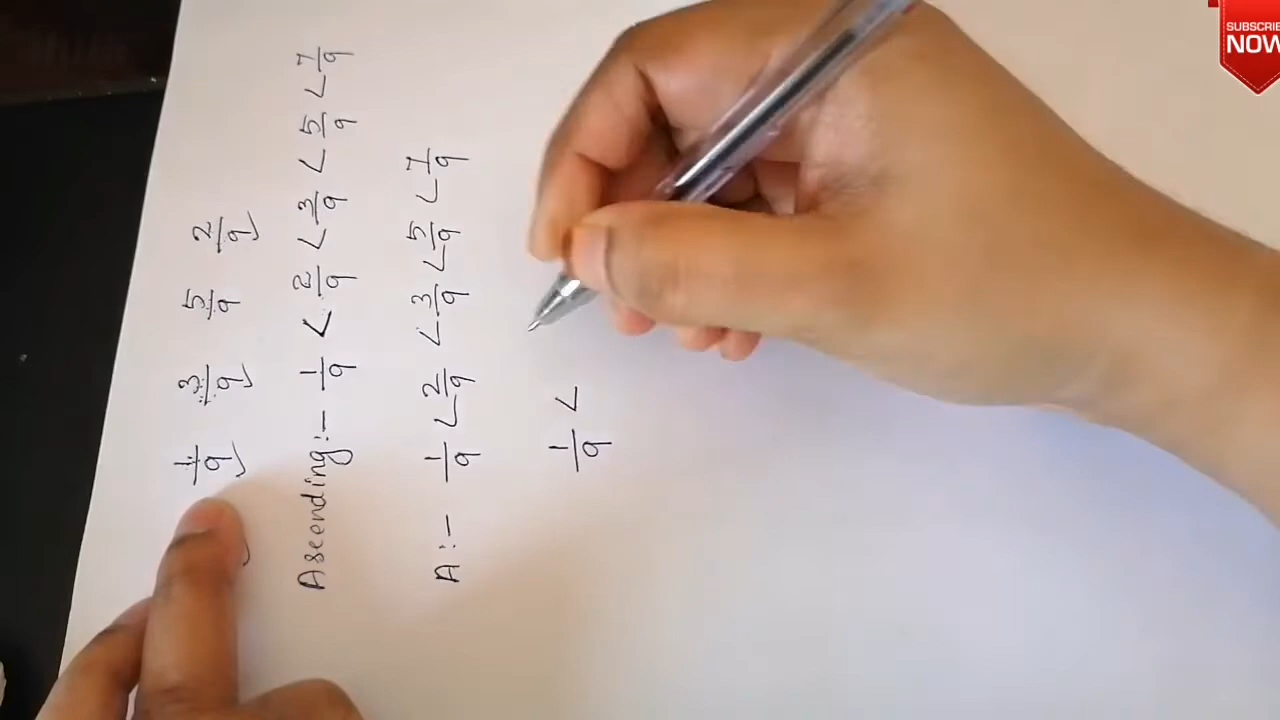 1/9 3/9 5/9 2/9
Ascending:- 1/9 < 2/9 < 3/9 < 5/9 < 7/9
A:- 1/9 < 2/9 < 3/9 < 5/9 < 7/9
1/9 <
SUBSCRIBE
NOW